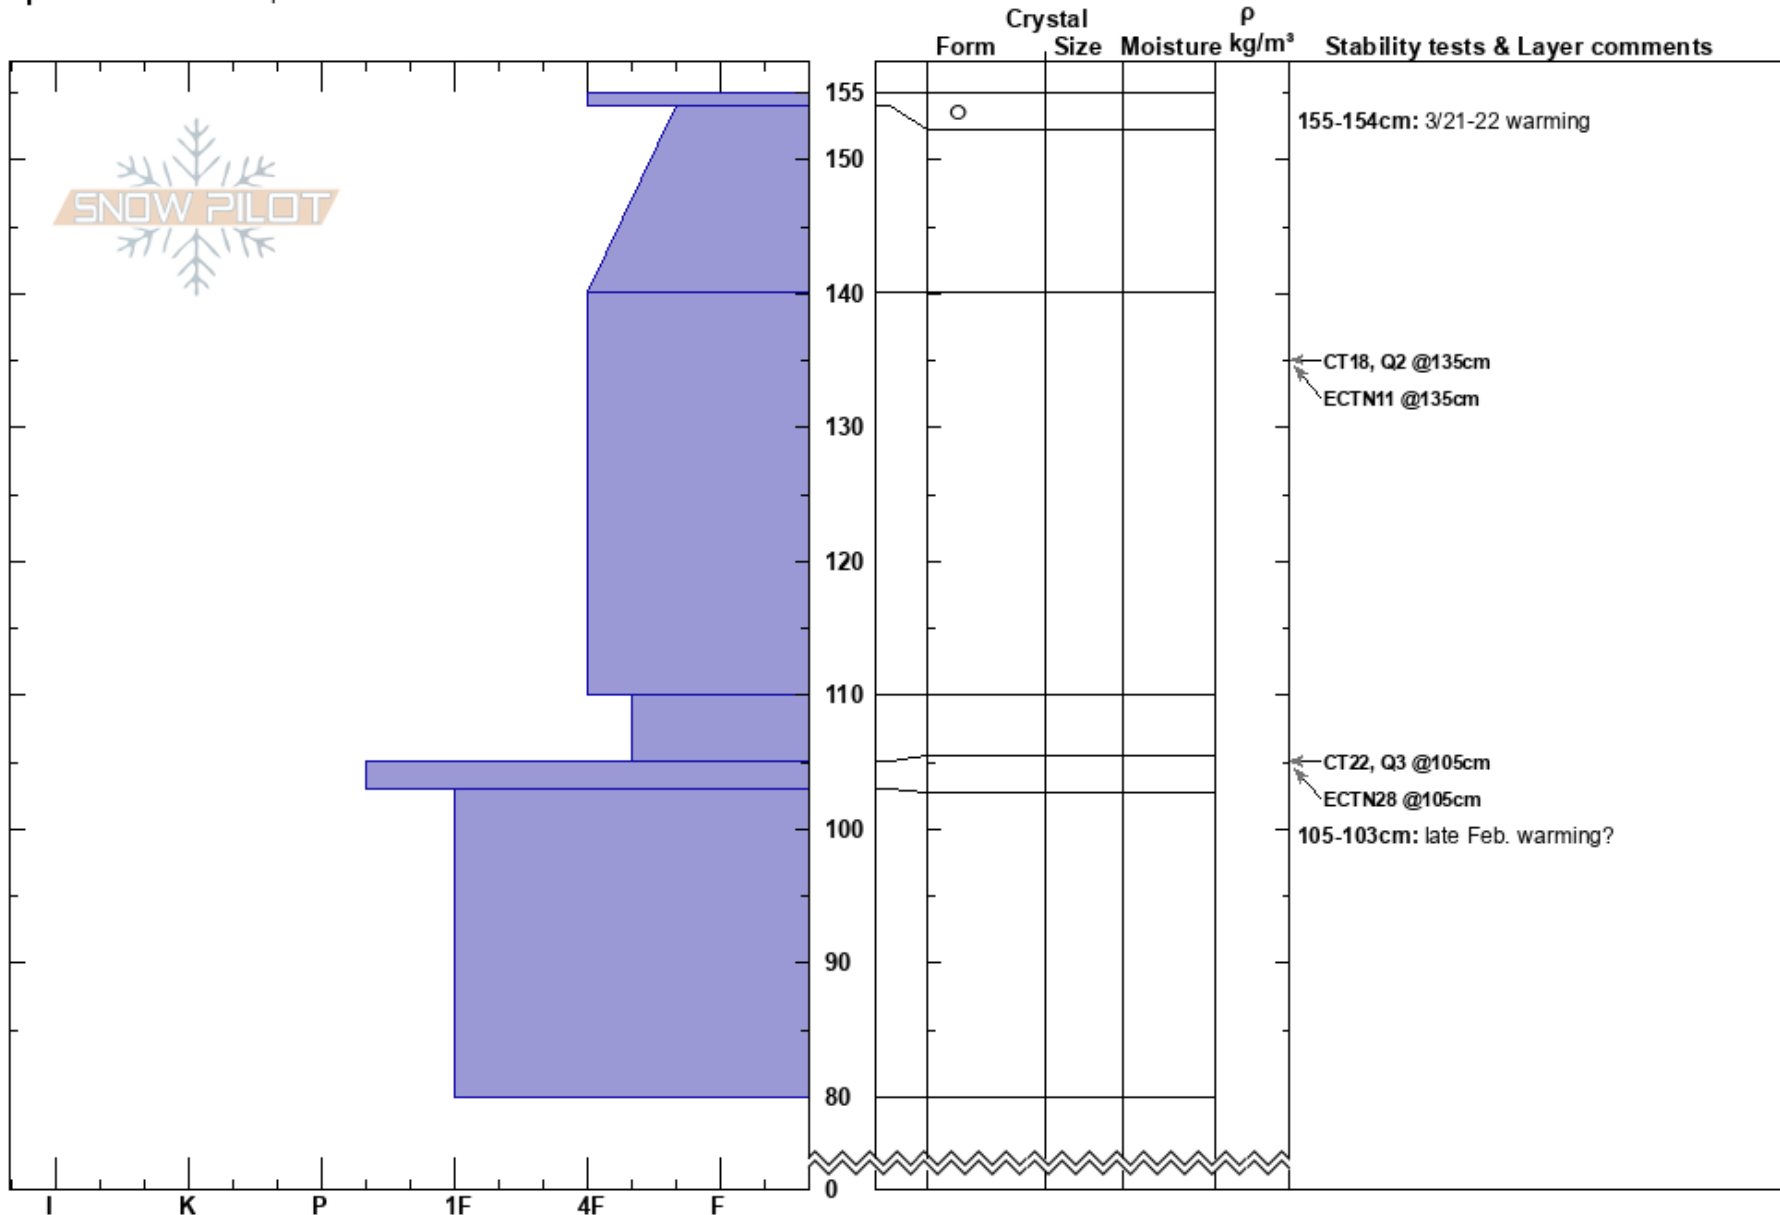 Crystal ρ
Form Size Moisture kg/m³ Stability tests & Layer comments
155
155-154cm: 3/21-22 warming
150
SNOW PILOT
140
CT18, Q2 @135cm
ECTN11 @135cm
130
120
110
CT22, Q3 @105cm
ECTN28 @105cm
100
105-103cm: late Feb. warming?
90
80
0
I K P 1F 4F F